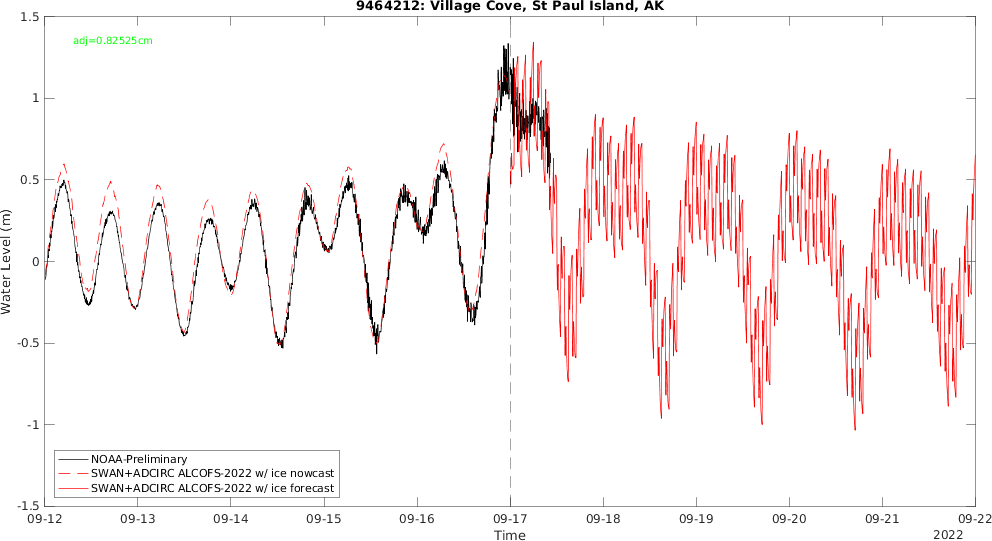 9464212: Village Cove, St Paul Island, AK
adj=0.82525cm
1.5
1
0.5
0
-0.5
-1
-1.5
Water Level (m)
NOAA-Preliminary
SWAN+ADCIRC ALCOFS-2022 w/ ice nowcast
SWAN+ADCIRC ALCOFS-2022 w/ ice forecast
09-12 09-13 09-14 09-15 09-16 09-17 09-18 09-19 09-20 09-21 09-22
Time
2022